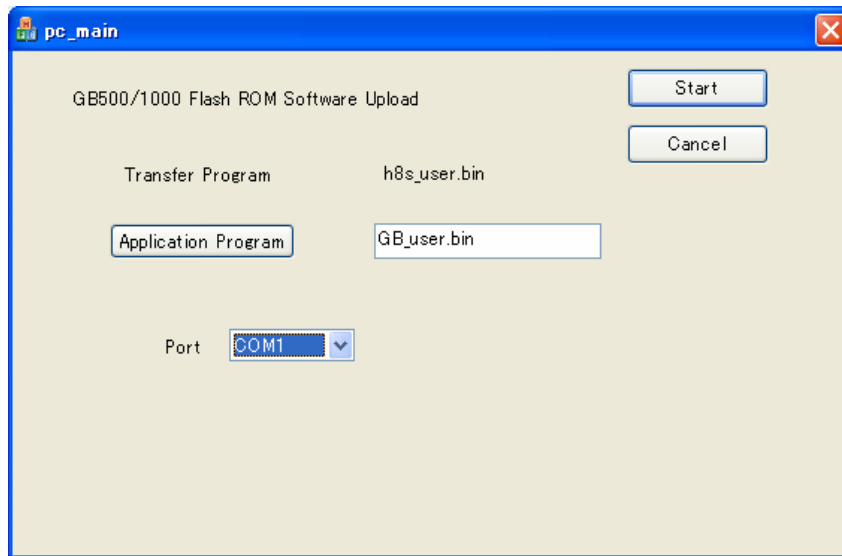 pc_main
GB500/1000 Flash ROM Software Upload
Start
Cancel
Transfer Program h8s_user.bin
Application Program GB_user.bin
Port COM1